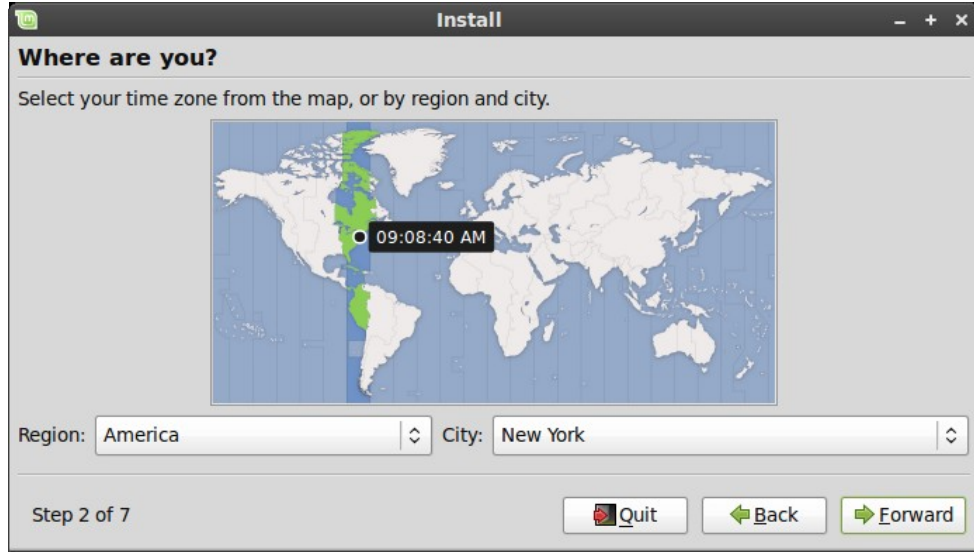 Install
Where are you?
Select your time zone from the map, or by region and city.
09:08:40 AM
Region: America City: New York
Step 2 of 7 Quit Back Forward